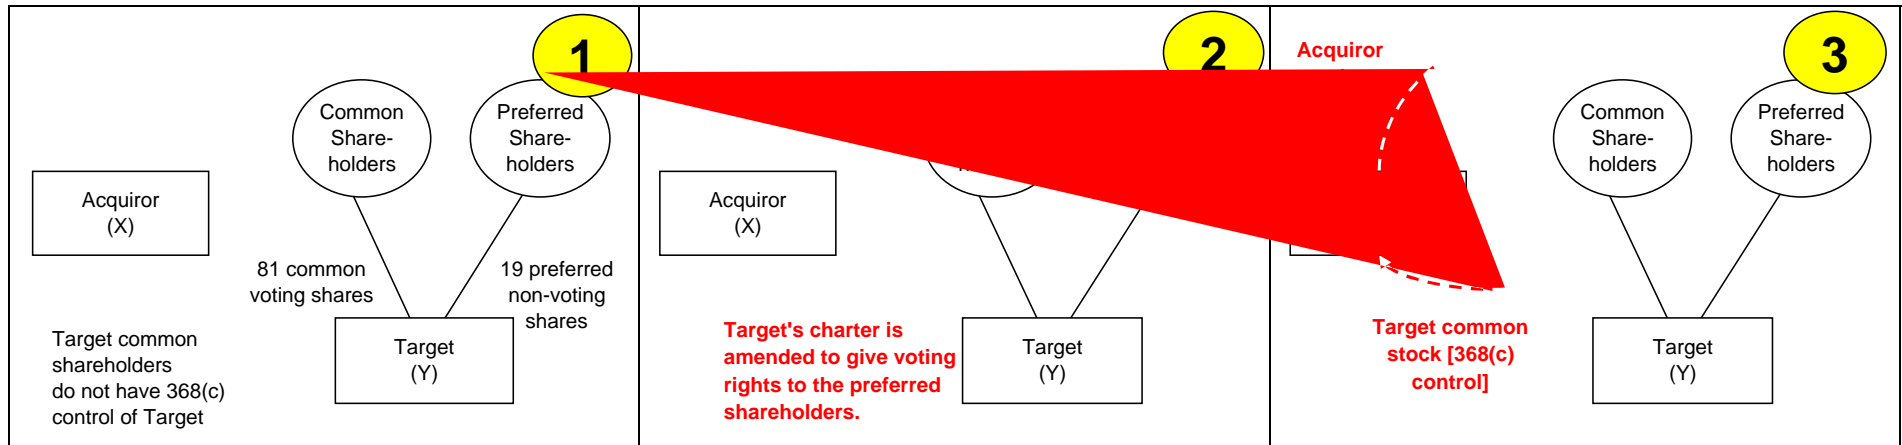 1
Common
Share-
holders
Preferred
Share-
holders
Acquiror
(X)
81 common
voting shares
19 preferred
non-voting
shares
Target common
shareholders
do not have 368(c)
control of Target
Target
(Y)
2
Acquiror
(X)
Target's charter is
amended to give voting
rights to the preferred
shareholders.
Target
(Y)
3
Acquiror
Common
Share-
holders
Preferred
Share-
holders
Target common
stock [368(c)
control]
Target
(Y)